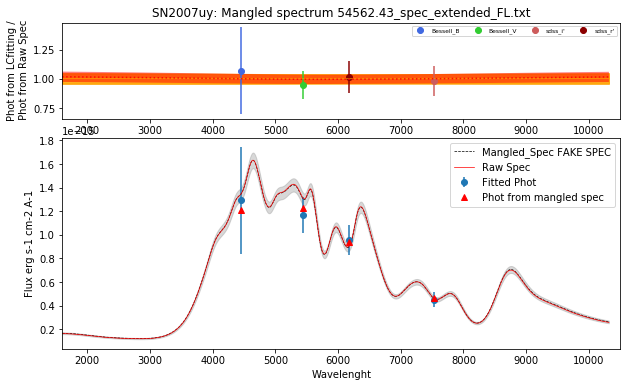 SN2007uy: Mangled spectrum 54562.43_spec_extended_FL.txt
Phot from LCfitting /
Phot from Raw Spec
1.25
1.00
0.75
Bessell_B
Bessell_V
sdss_i'
sdss_r'
2000 3000 4000 5000 6000 7000 8000 9000 10000
1e−15
Flux erg s-1 cm-2 A-1
1.8
1.6
1.4
1.2
1.0
0.8
0.6
0.4
0.2
Mangled_Spec FAKE SPEC
Raw Spec
Fitted Phot
Phot from mangled spec
2000 3000 4000 5000 6000 7000 8000 9000 10000
Wavelenght